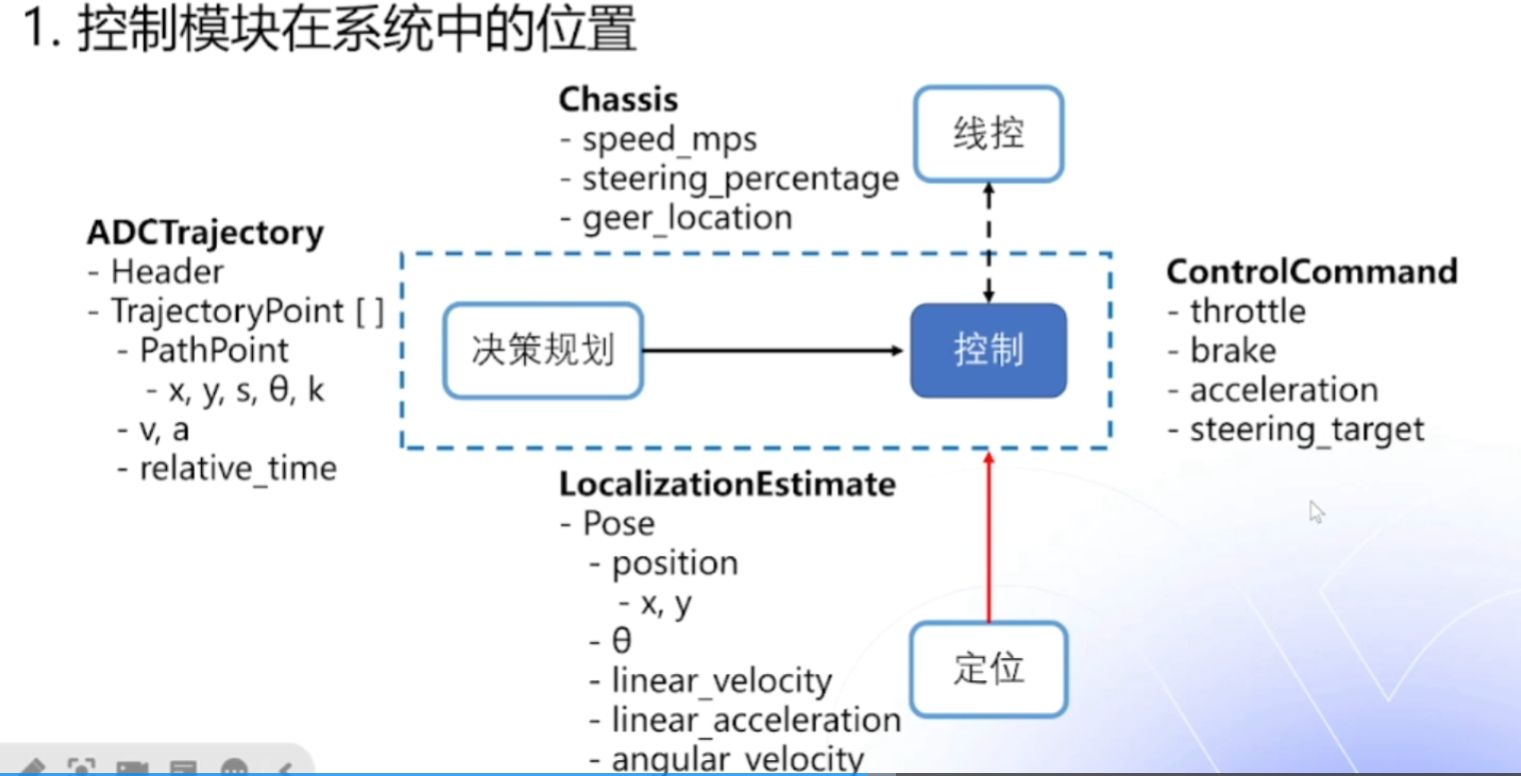 1. 控制模块在系统中的位置
Chassis
- speed_mps
- steering_percentage
- geer_location
线控
ADCTrajectory
- Header
- TrajectoryPoint [ ]
- PathPoint
- x, y, s, θ, k
- v, a
- relative_time
决策规划
控制
ControlCommand
- throttle
- brake
- acceleration
- steering_target
LocalizationEstimate
- Pose
- position
- x, y
- θ
- linear_velocity
- linear_acceleration
- angular_velocity
定位